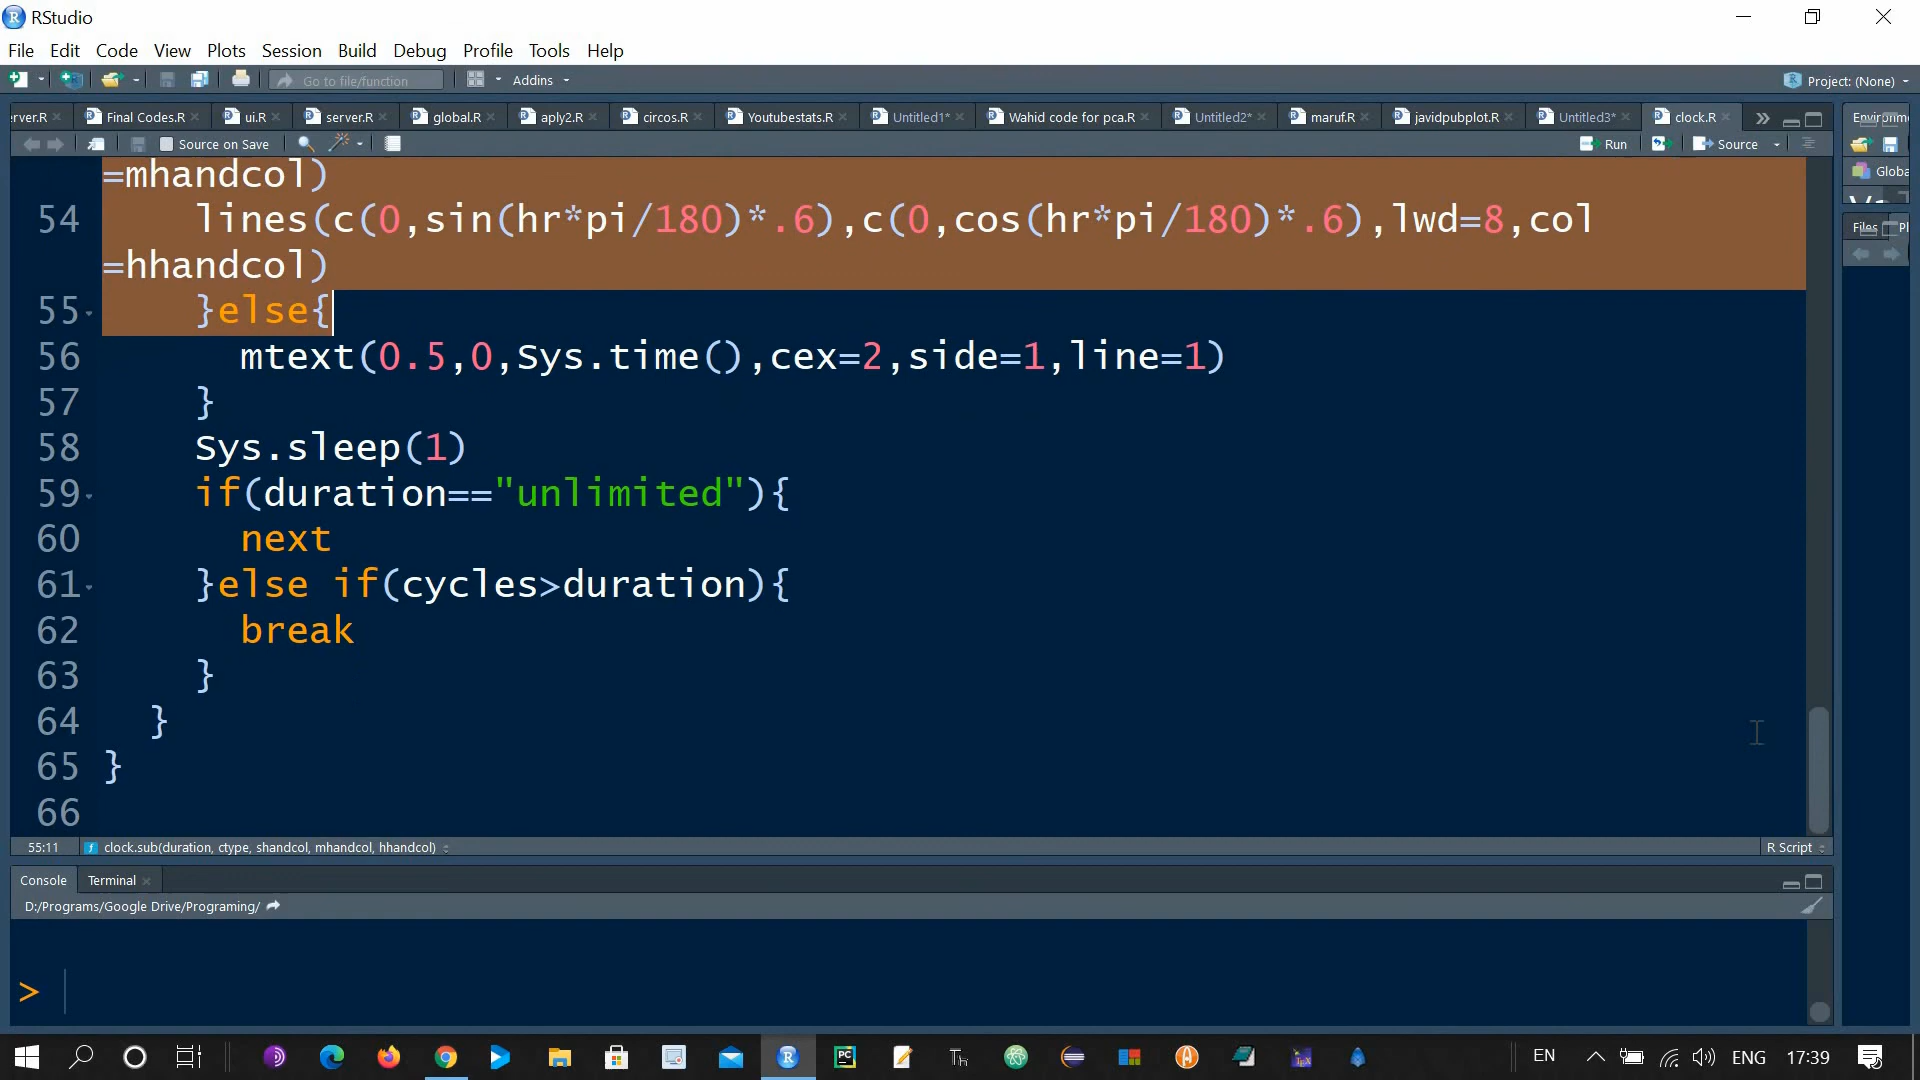 RStudio
File Edit Code View Plots Session Build Debug Profile Tools Help
Go to file/function Addins Project: (None)
erver.R Final Codes.R ui.R server.R global.R aply2.R circos.R Youtubestats.R Untitled1* Wahid code for pca.R Untitled2* maruf.R javidpubplot.R Untitled3* clock.R Environme
Source on Save Run Source
Globa
Files Pl
=mhandcol)
54 lines(c(0,sin(hr*pi/180)*.6),c(0,cos(hr*pi/180)*.6),lwd=8,col
=hhandcol)
55 }else{
56 mtext(0.5,0,Sys.time(),cex=2,side=1,line=1)
57 }
58 Sys.sleep(1)
59 if(duration=="unlimited"){
60 next
61 }else if(cycles>duration){
62 break
63 }
64 }
65 }
66
55:11 clock.sub(duration, ctype, shandcol, mhandcol, hhandcol) R Script
Console Terminal
D:/Programs/Google Drive/Programing/
>
EN ENG 17:39